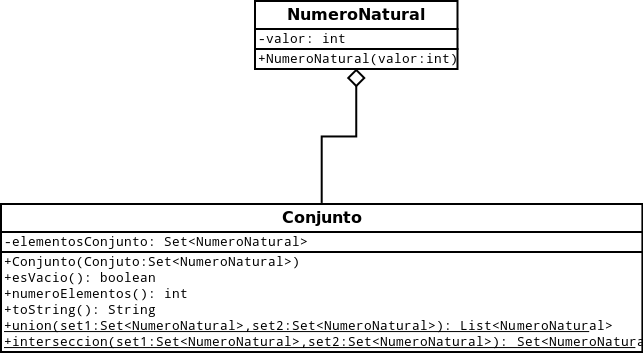 NumeroNatural
-valor: int
+NumeroNatural(valor:int)
Conjunto
-elementosConjunto: Set<NumeroNatural>
+Conjunto(Conjuto:Set<NumeroNatural>)
+esVacio(): boolean
+numeroElementos(): int
+toString(): String
+union(set1:Set<NumeroNatural>,set2:Set<NumeroNatural>): List<NumeroNatural>
+interseccion(set1:Set<NumeroNatural>,set2:Set<NumeroNatural>): Set<NumeroNatura